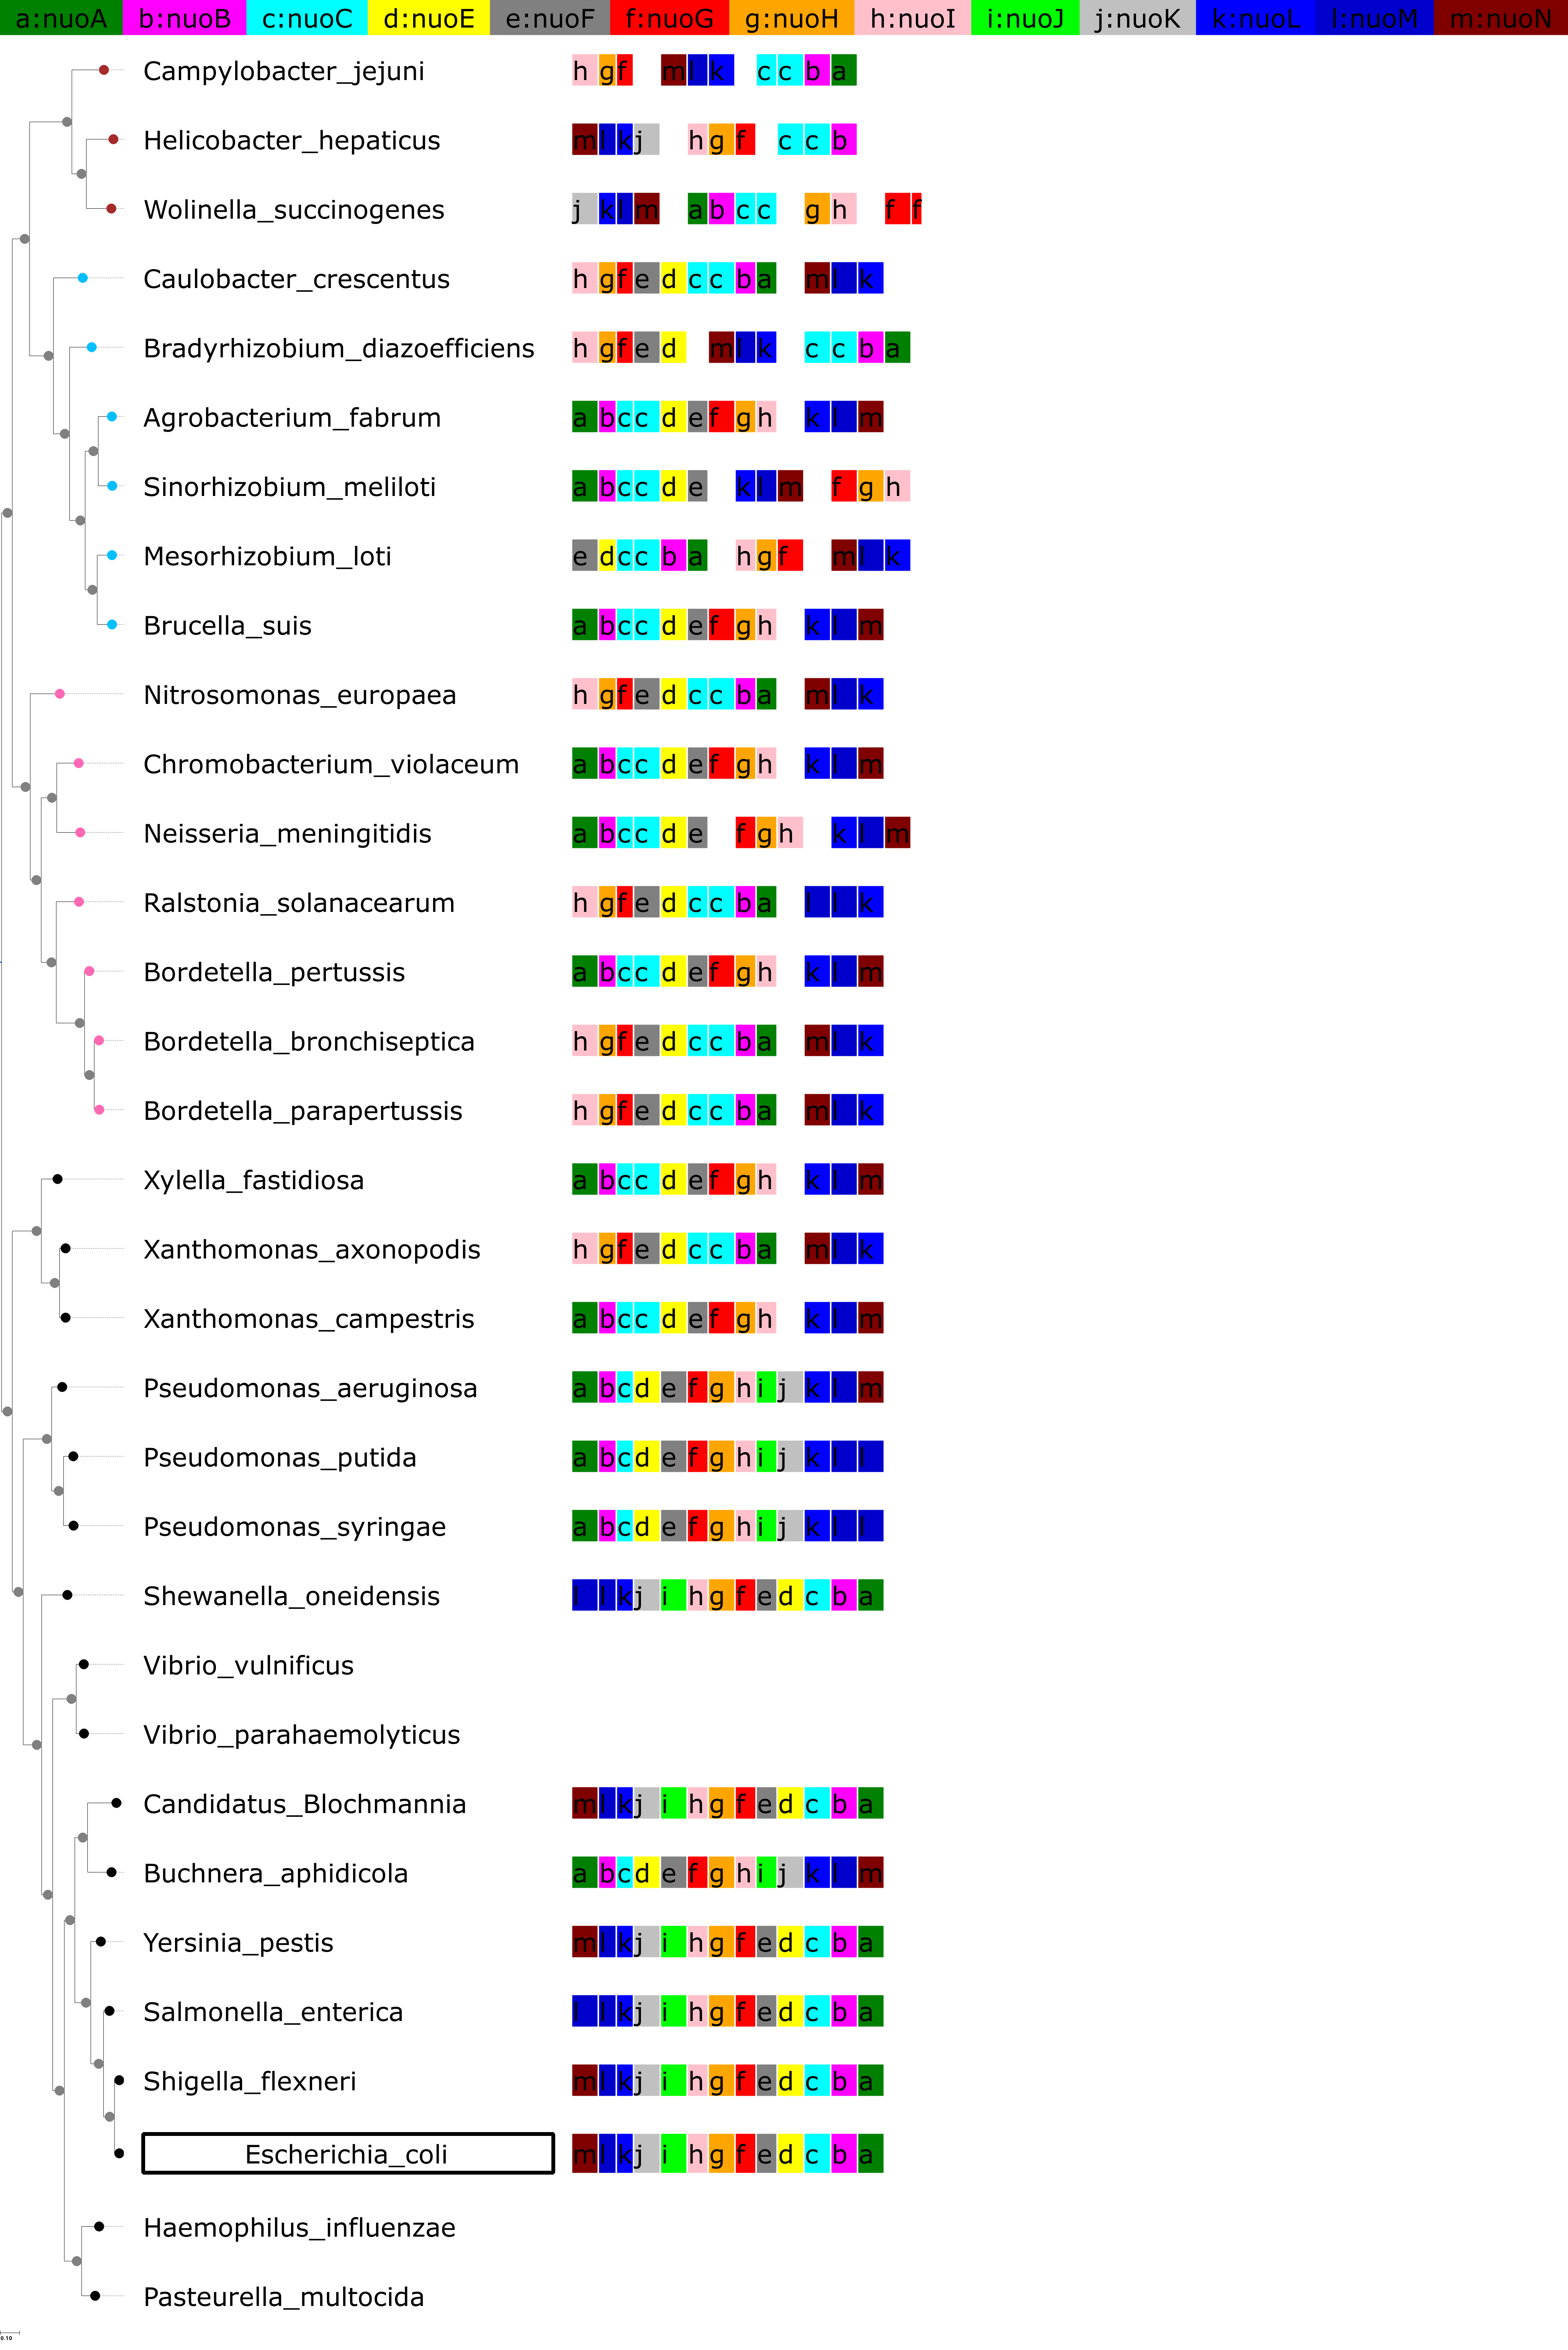 a:nuoA b:nuoB c:nuoC d:nuoE e:nuoF f:nuoG g:nuoH h:nuoI i:nuoJ j:nuoK k:nuoL l:nuoM m:nuoN
Campylobacter_jejuni h g f m l k c c b a
Helicobacter_hepaticus m l k j h g f c c b
Wolinella_succinogenes j k l m a b c c g h f f
Caulobacter_crescentus h g f e d c c b a m l k
Bradyrhizobium_diazoefficiens h g f e d m l k c c b a
Agrobacterium_fabrum a b c c d e f g h k l m
Sinorhizobium_meliloti a b c c d e k l m f g h
Mesorhizobium_loti e d c c b a h g f m l k
Brucella_suis a b c c d e f g h k l m
Nitrosomonas_europaea h g f e d c c b a m l k
Chromobacterium_violaceum a b c c d e f g h k l m
Neisseria_meningitidis a b c c d e f g h k l m
Ralstonia_solanacearum h g f e d c c b a l l k
Bordetella_pertussis a b c c d e f g h k l m
Bordetella_bronchiseptica h g f e d c c b a m l k
Bordetella_parapertussis h g f e d c c b a m l k
Xylella_fastidiosa a b c c d e f g h k l m
Xanthomonas_axonopodis h g f e d c c b a m l k
Xanthomonas_campestris a b c c d e f g h k l m
Pseudomonas_aeruginosa a b c d e f g h i j k l m
Pseudomonas_putida a b c d e f g h i j k l l
Pseudomonas_syringae a b c d e f g h i j k l l
Shewanella_oneidensis l l k j i h g f e d c b a
Vibrio_vulnificus
Vibrio_parahaemolyticus
Candidatus_Blochmannia m l k j i h g f e d c b a
Buchnera_aphidicola a b c d e f g h i j k l m
Yersinia_pestis m l k j i h g f e d c b a
Salmonella_enterica l l k j i h g f e d c b a
Shigella_flexneri m l k j i h g f e d c b a
Escherichia_coli m l k j i h g f e d c b a
Haemophilus_influenzae
Pasteurella_multocida
0.10